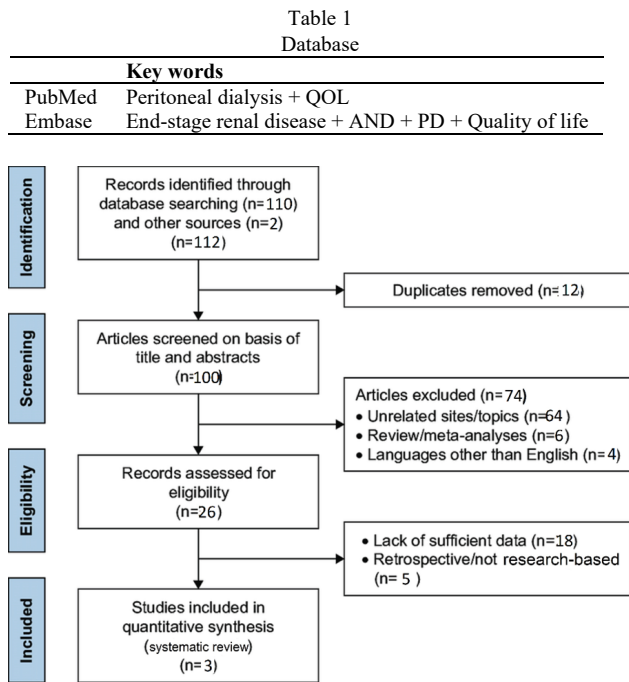 Table 1
Database
Key words
PubMed Peritoneal dialysis + QOL
Embase End-stage renal disease + AND + PD + Quality of life
Identification
Records identified through
database searching (n=110)
and other sources (n=2)
(n=112)
Duplicates removed (n=12)
Screening
Articles screened on basis of
title and abstracts
(n=100)
Articles excluded (n=74)
• Unrelated sites/topics (n=64)
• Review/meta-analyses (n=6)
• Languages other than English (n=4)
Eligibility
Records assessed for
eligibility
(n=26)
• Lack of sufficient data (n=18)
• Retrospective/not research-based
(n= 5 )
Included
Studies included in
quantitative synthesis
(systematic review)
(n=3)